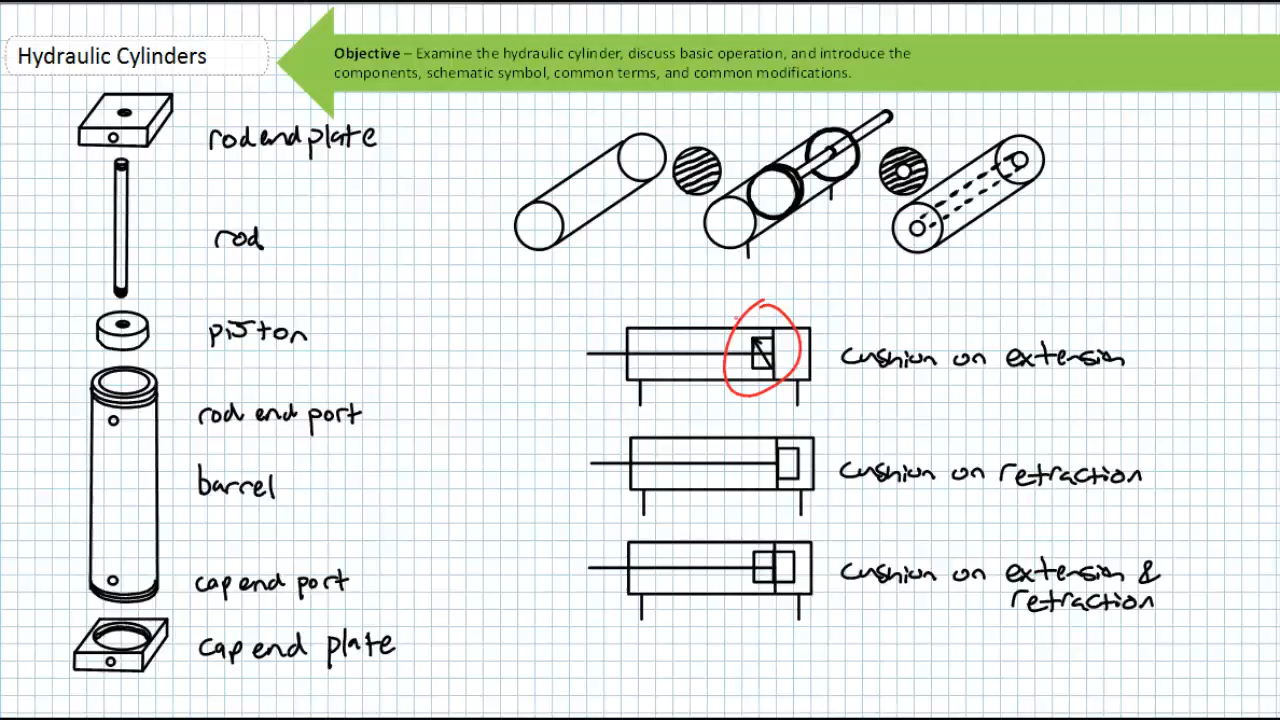 Hydraulic Cylinders
Objective – Examine the hydraulic cylinder, discuss basic operation, and introduce the
components, schematic symbol, common terms, and common modifications.
rod end plate
rod
piston
rod end port
barrel
cap end port
cap end plate
cushion on extension
cushion on retraction
cushion on extension &
retraction